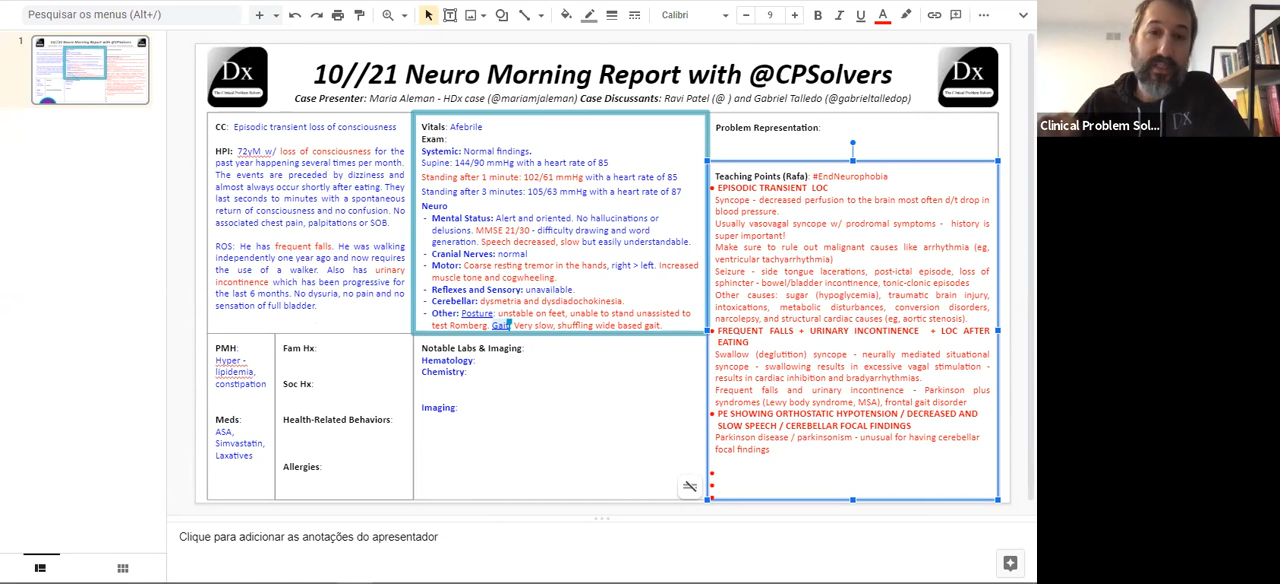 Pesquisar os menus (Alt+/)
Calibri
9
B I U A
1
Dx
The Clinical Problem Solvers
10//21 Neuro Morning Report with @CPSolvers
Case Presenter: Maria Aleman - HDx case (@mariamjaleman) Case Discussants: Ravi Patel (@ ) and Gabriel Talledo (@gabrieltalledop)
Dx
CC: Episodic transient loss of consciousness
HPI: 72yM w/ loss of consciousness for the
past year happening several times per month.
The events are preceded by dizziness and
almost always occur shortly after eating. They
last seconds to minutes with a spontaneous
return of consciousness and no confusion. No
associated chest pain, palpitations or SOB.
ROS: He has frequent falls. He was walking
independently one year ago and now requires
the use of a walker. Also has urinary
incontinence which has been progressive for
the last 6 months. No dysuria, no pain and no
sensation of full bladder.
PMH:
Hyper -
lipidemia,
constipation
Meds:
ASA,
Simvastatin,
Laxatives
Fam Hx:
Soc Hx:
Health-Related Behaviors:
Allergies:
Vitals: Afebrile
Exam:
Systemic: Normal findings.
Supine: 144/90 mmHg with a heart rate of 85
Standing after 1 minute: 102/61 mmHg with a heart rate of 85
Standing after 3 minutes: 105/63 mmHg with a heart rate of 87
Neuro
- Mental Status: Alert and oriented. No hallucinations or
delusions. MMSE 21/30 - difficulty drawing and word
generation. Speech decreased, slow but easily understandable.
- Cranial Nerves: normal
- Motor: Coarse resting tremor in the hands, right > left. Increased
muscle tone and cogwheeling.
- Reflexes and Sensory: unavailable.
- Cerebellar: dysmetria and dysdiadochokinesia.
- Other: Posture: unstable on feet, unable to stand unassisted to
test Romberg. Gait: Very slow, shuffling wide based gait.
Notable Labs & Imaging:
Hematology:
Chemistry:
Imaging:
Problem Representation:
Teaching Points (Rafa): #EndNeurophobia
• EPISODIC TRANSIENT LOC
Syncope - decreased perfusion to the brain most often d/t drop in
blood pressure.
Usually vasovagal syncope w/ prodromal symptoms - history is
super important!
Make sure to rule out malignant causes like arrhythmia (eg,
ventricular tachyarrhythmia)
Seizure - side tongue lacerations, post-ictal episode, loss of
sphincter - bowel/bladder incontinence, tonic-clonic episodes
Other causes: sugar (hypoglycemia), traumatic brain injury,
intoxications, metabolic disturbances, conversion disorders,
narcolepsy, and structural cardiac causes (eg, aortic stenosis).
• FREQUENT FALLS + URINARY INCONTINENCE + LOC AFTER
EATING
Swallow (deglutition) syncope - neurally mediated situational
syncope - swallowing results in excessive vagal stimulation -
results in cardiac inhibition and bradyarrhythmias.
Frequent falls and urinary incontinence - Parkinson plus
syndromes (Lewy body syndrome, MSA), frontal gait disorder
• PE SHOWING ORTHOSTATIC HYPOTENSION / DECREASED AND
SLOW SPEECH / CEREBELLAR FOCAL FINDINGS
Parkinson disease / parkinsonism - unusual for having cerebellar
focal findings
Clique para adicionar as anotações do apresentador
Clinical Problem Sol...
Dx